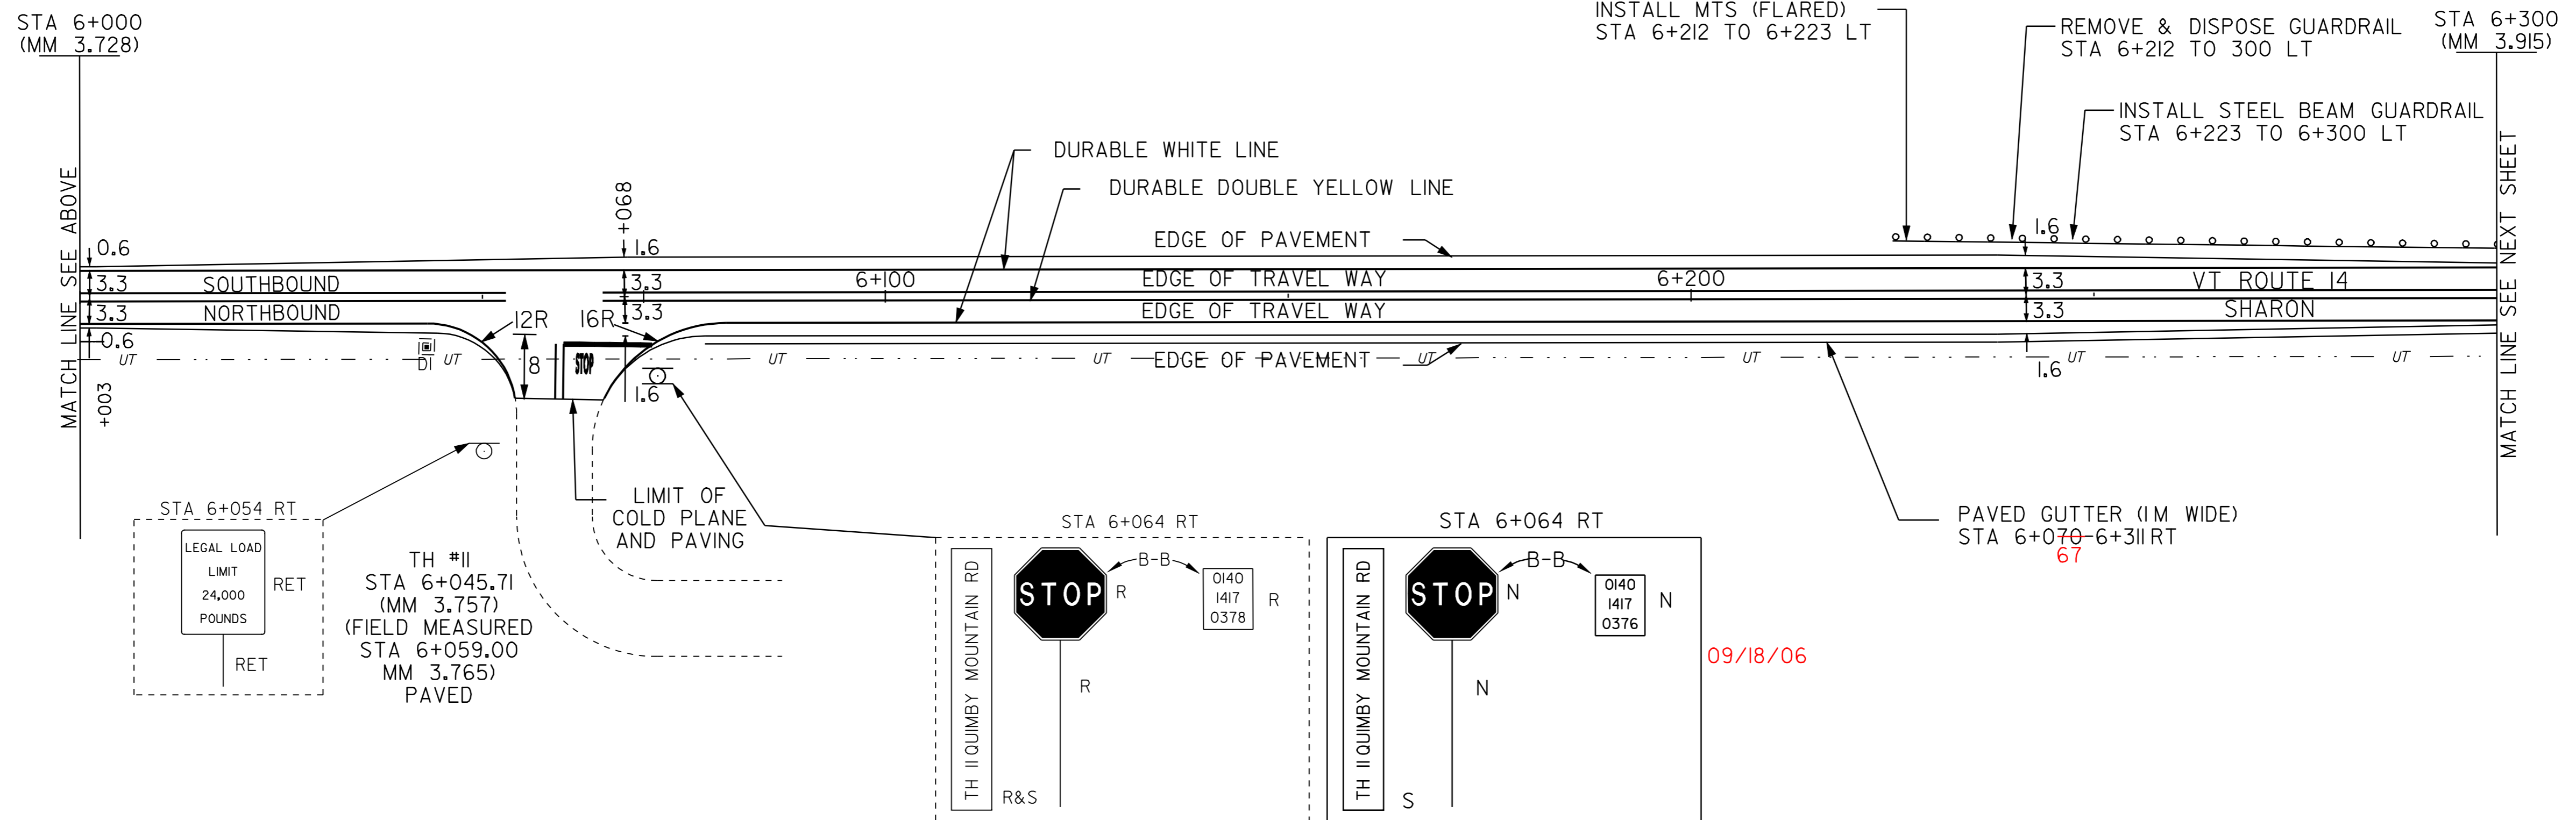 STA 6+000
(MM 3.728)
INSTALL MTS (FLARED)
STA 6+212 TO 6+223 LT
REMOVE & DISPOSE GUARDRAIL
STA 6+212 TO 300 LT
STA 6+300
(MM 3.915)
INSTALL STEEL BEAM GUARDRAIL
STA 6+223 TO 6+300 LT
DURABLE WHITE LINE
DURABLE DOUBLE YELLOW LINE
MATCH LINE SEE ABOVE
+068
MATCH LINE SEE NEXT SHEET
0.6
1.6
EDGE OF PAVEMENT
1.6
3.3
SOUTHBOUND
3.3
6+100
EDGE OF TRAVEL WAY
6+200
3.3
VT ROUTE 14
3.3
NORTHBOUND
3.3
EDGE OF TRAVEL WAY
3.3
SHARON
12R
16R
0.6
UT
DI
UT
8
STOP
UT
UT
EDGE OF PAVEMENT
UT
UT
UT
UT
1.6
1.6
+003
LIMIT OF
COLD PLANE
AND PAVING
PAVED GUTTER (1M WIDE)
STA 6+070-6+311RT
67
STA 6+054 RT
LEGAL LOAD
LIMIT
24,000
POUNDS
RET
RET
TH #11
STA 6+045.71
(MM 3.757)
(FIELD MEASURED
STA 6+059.00
MM 3.765)
PAVED
STA 6+064 RT
TH 11 QUIMBY MOUNTAIN RD
STOP
R
B-B
0140
1417
0378
R
R
R&S
STA 6+064 RT
TH 11 QUIMBY MOUNTAIN RD
STOP
N
B-B
0140
1417
0376
N
N
S
09/18/06